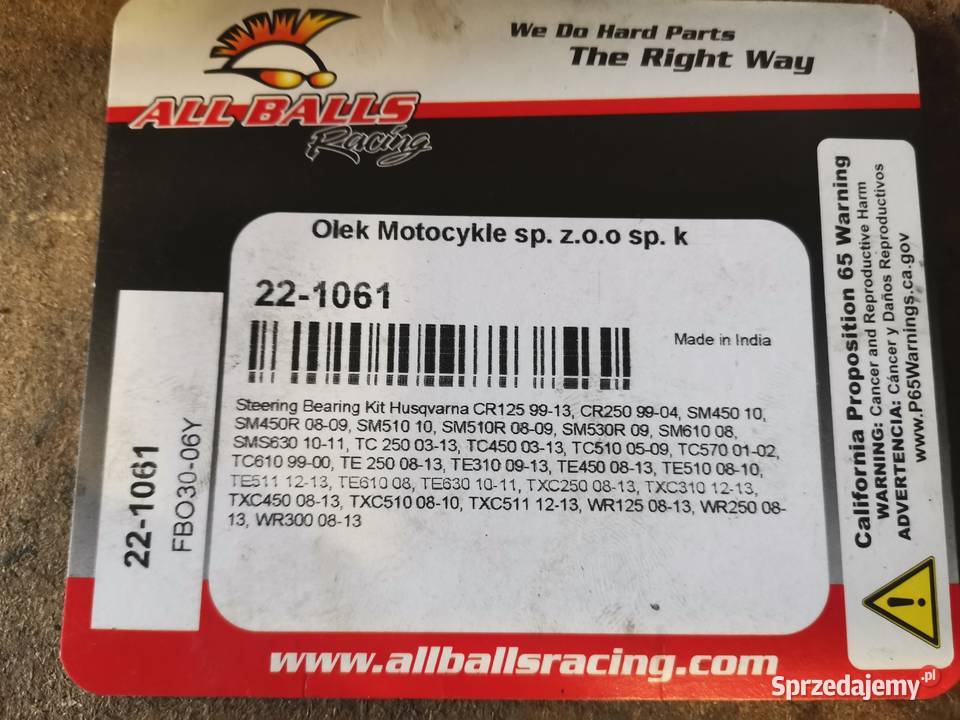 We Do Hard Parts
The Right Way
ALL BALLS
Racing
Olek Motocykle sp. z.o.o sp. k
22-1061
Made in India
Steering Bearing Kit Husqvarna CR125 99-13, CR250 99-04, SM450 10,
SM450R 08-09, SM510 10, SM510R 08-09, SM530R 09, SM610 08,
SMS630 10-11, TC 250 03-13, TC450 03-13, TC510 05-09, TC570 01-02,
TC610 99-00, TE 250 08-13, TE310 09-13, TE450 08-13, TE510 08-10,
TE511 12-13, TE610 08, TE630 10-11, TXC250 08-13, TXC310 12-13,
TXC450 08-13, TXC510 08-10, TXC511 12-13, WR125 08-13, WR250 08-
13, WR300 08-13
22-1061
FBO30-06Y
California Proposition 65 Warning
WARNING: Cancer and Reproductive Harm
ADVERTENCIA: Cáncer y Daños Reproductivos
www.P65Warnings.ca.gov
www.allballsracing.com
Sprzedajemy.pl